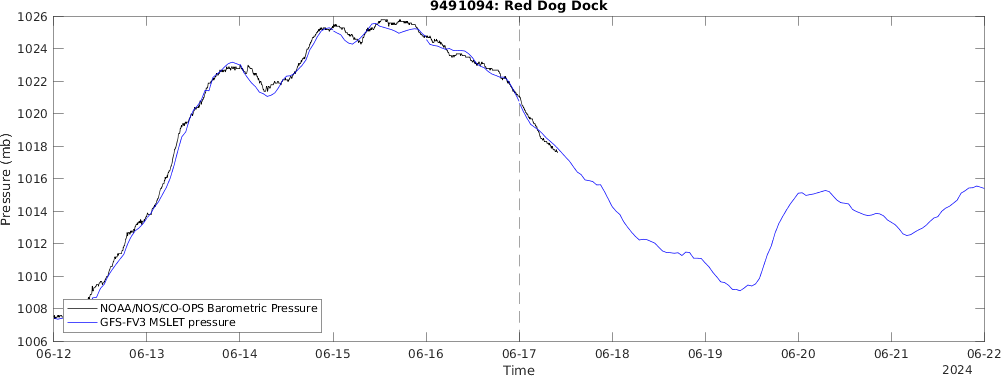 9491094: Red Dog Dock
1026
1024
1022
1020
1018
1016
1014
1012
1010
1008
1006
Pressure (mb)
NOAA/NOS/CO-OPS Barometric Pressure
GFS-FV3 MSLET pressure
06-12 06-13 06-14 06-15 06-16 06-17 06-18 06-19 06-20 06-21 06-22
Time
2024